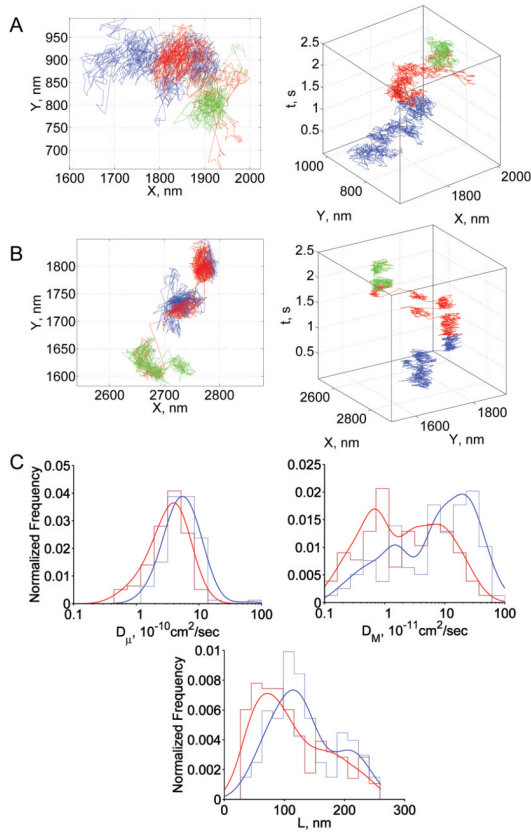 A
950
900
850
800
750
700
Y, nm
1600 1700 1800 1900 2000
X, nm
2.5
2
1.5
1
0.5
t, s
1000
800
1800
2000
Y, nm
X, nm
B
1800
1750
1700
1650
1600
Y, nm
2600 2700 2800
X, nm
2.5
2
1.5
1
0.5
t, s
2600
2800
1600
1800
X, nm
Y, nm
C
Normalized Frequency
0.05
0.04
0.03
0.02
0.01
0
0.1 1 10 100
Dμ, 10⁻¹⁰cm²/sec
0.025
0.02
0.015
0.01
0.005
0
0.1 1 10 100
D_M, 10⁻¹¹cm²/sec
Normalized Frequency
0.01
0.008
0.006
0.004
0.002
0
0 100 200 300
L, nm